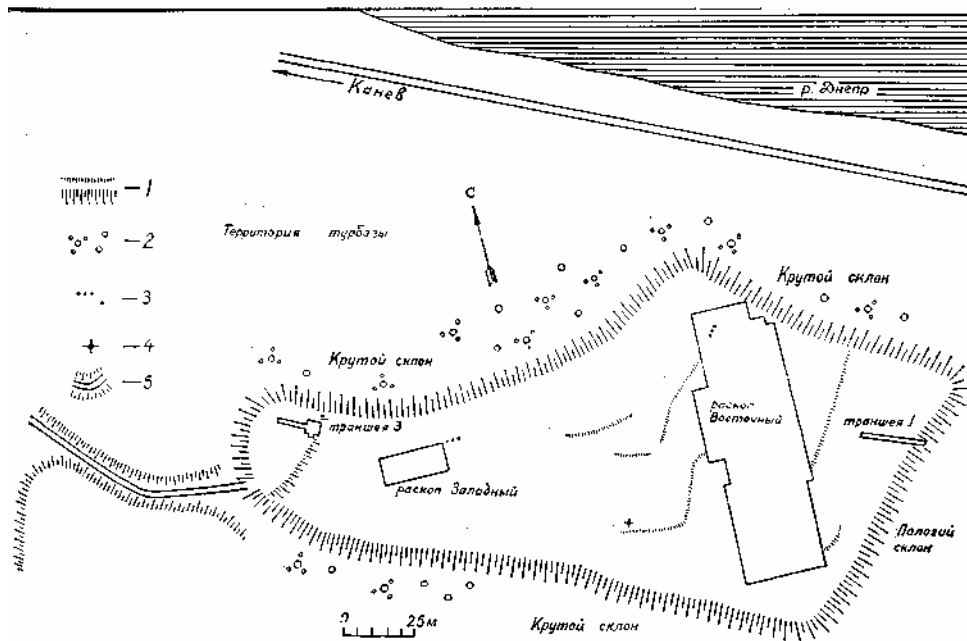 р. Днепр
Канев
— 1
С
— 2
Территория турбазы
— 3
Крутой склон
— 4
Крутой склон
— 5
раскоп
Восточный
траншея 1
траншея 3
раскоп Западный
Пологий
склон
0 25м
Крутой склон